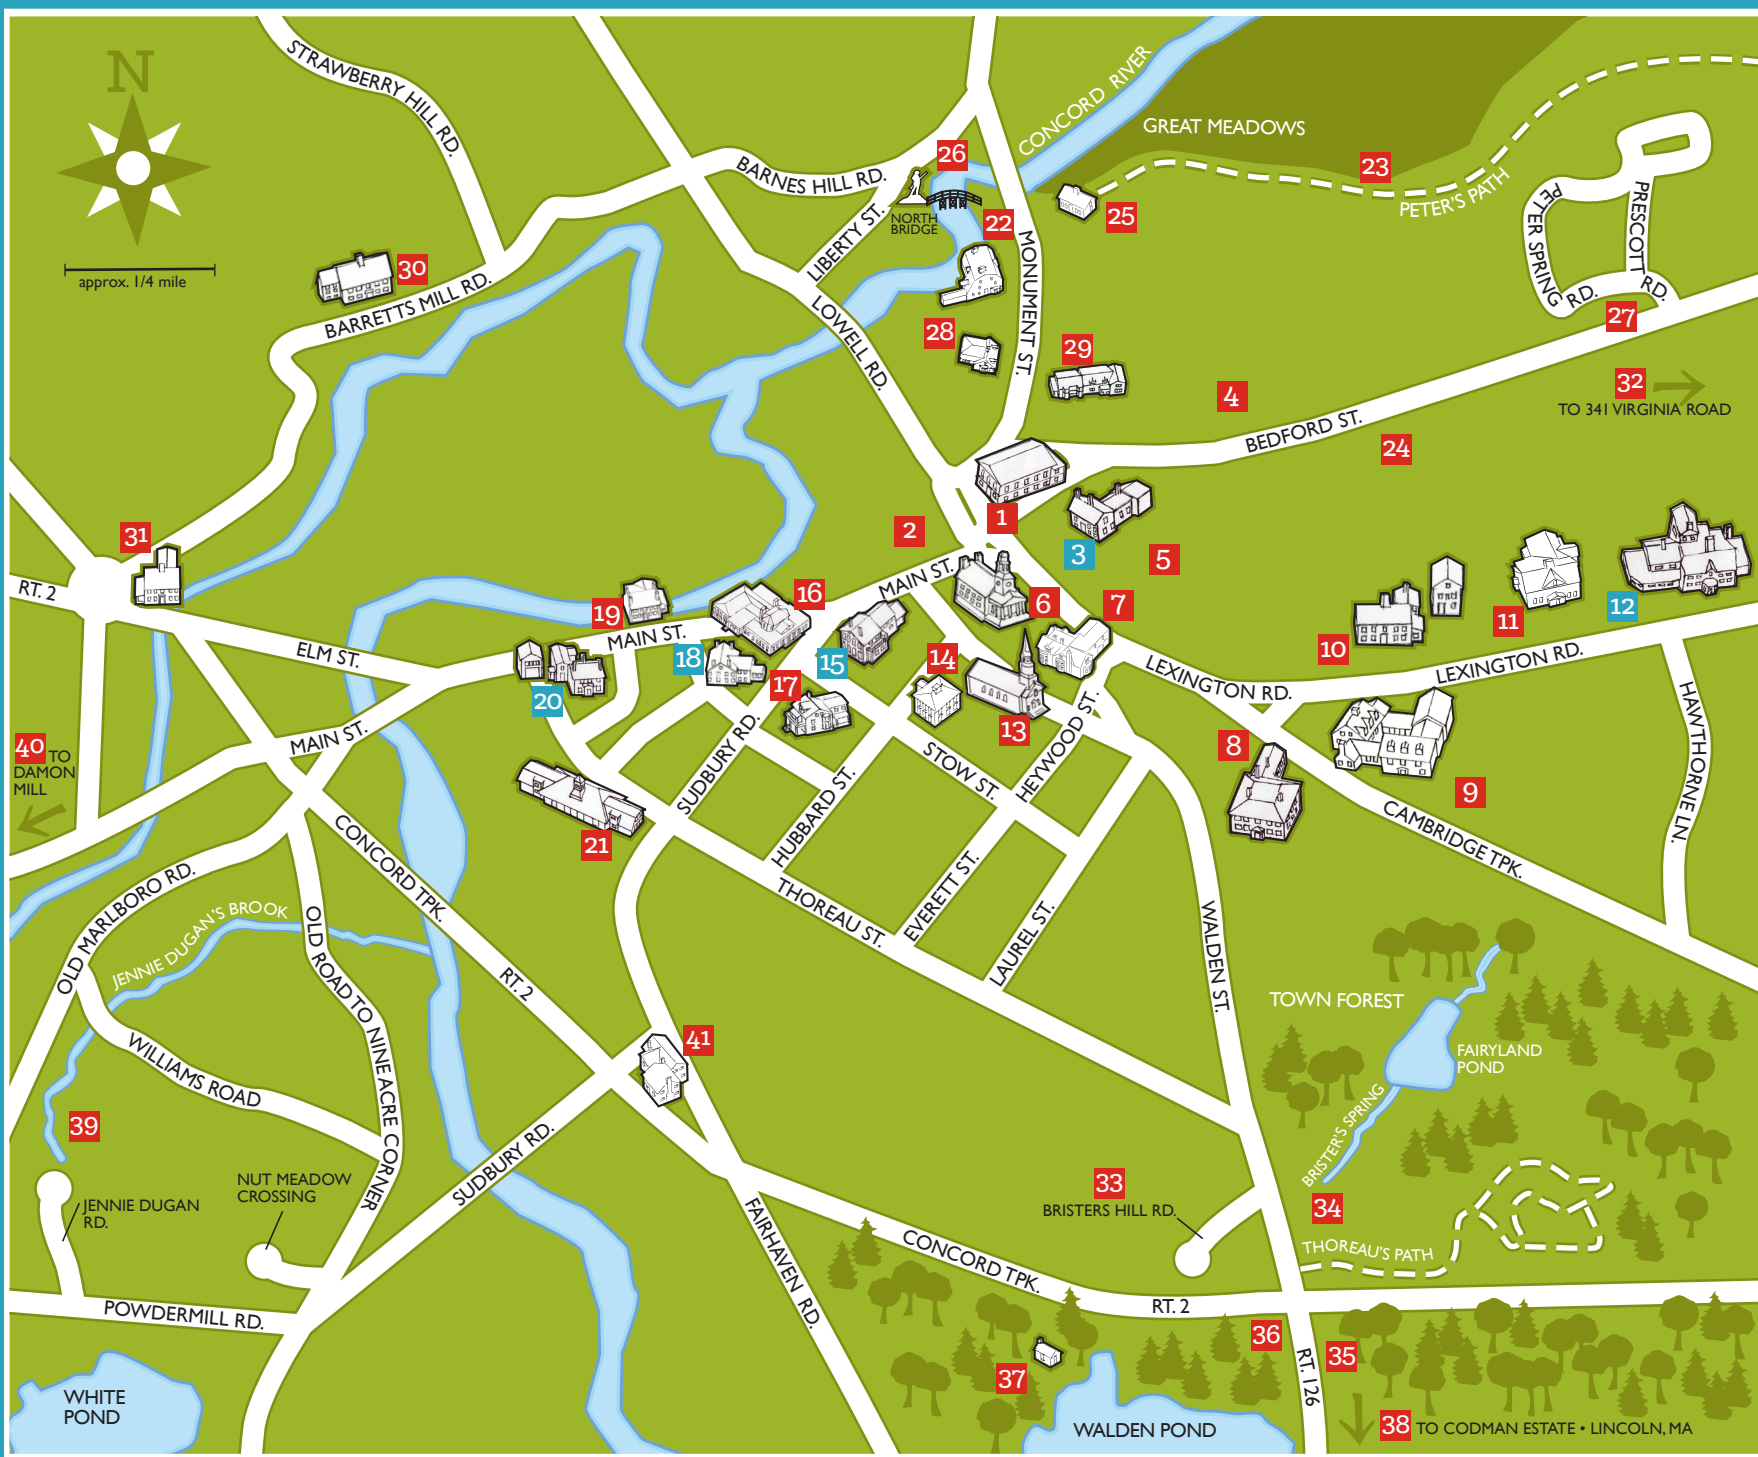 N
approx. 1/4 mile
STRAWBERRY HILL RD.
BARRETTS MILL RD.
30
BARNES HILL RD.
LIBERTY ST.
LOWELL RD.
26
NORTH
BRIDGE
22
CONCORD RIVER
GREAT MEADOWS
25
23
PETER'S PATH
PETER SPRING RD.
PRESCOTT RD.
27
MONUMENT ST.
28
29
4
BEDFORD ST.
24
32
TO 341 VIRGINIA ROAD
31
RT. 2
ELM ST.
2
1
3
5
MAIN ST.
6
7
16
19
MAIN ST.
18
15
14
17
20
13
10
11
12
LEXINGTON RD.
LEXINGTON RD.
HAWTHORNE LN.
8
9
CAMBRIDGE TPK.
40 TO
DAMON
MILL
MAIN ST.
21
SUDBURY RD.
HUBBARD ST.
STOW ST.
HEYWOOD ST.
EVERETT ST.
LAUREL ST.
THOREAU ST.
WALDEN ST.
CONCORD TPK.
RT. 2
OLD MARLBORO RD.
JENNIE DUGAN'S BROOK
OLD ROAD TO NINE ACRE CORNER
WILLIAMS ROAD
39
JENNIE DUGAN
RD.
NUT MEADOW
CROSSING
SUDBURY RD.
POWDERMILL RD.
WHITE
POND
41
FAIRHAVEN RD.
CONCORD TPK.
RT. 2
33
BRISTERS HILL RD.
TOWN FOREST
FAIRYLAND
POND
BRISTER'S SPRING
34
THOREAU'S PATH
36
35
RT. 126
37
WALDEN POND
38 TO CODMAN ESTATE • LINCOLN, MA